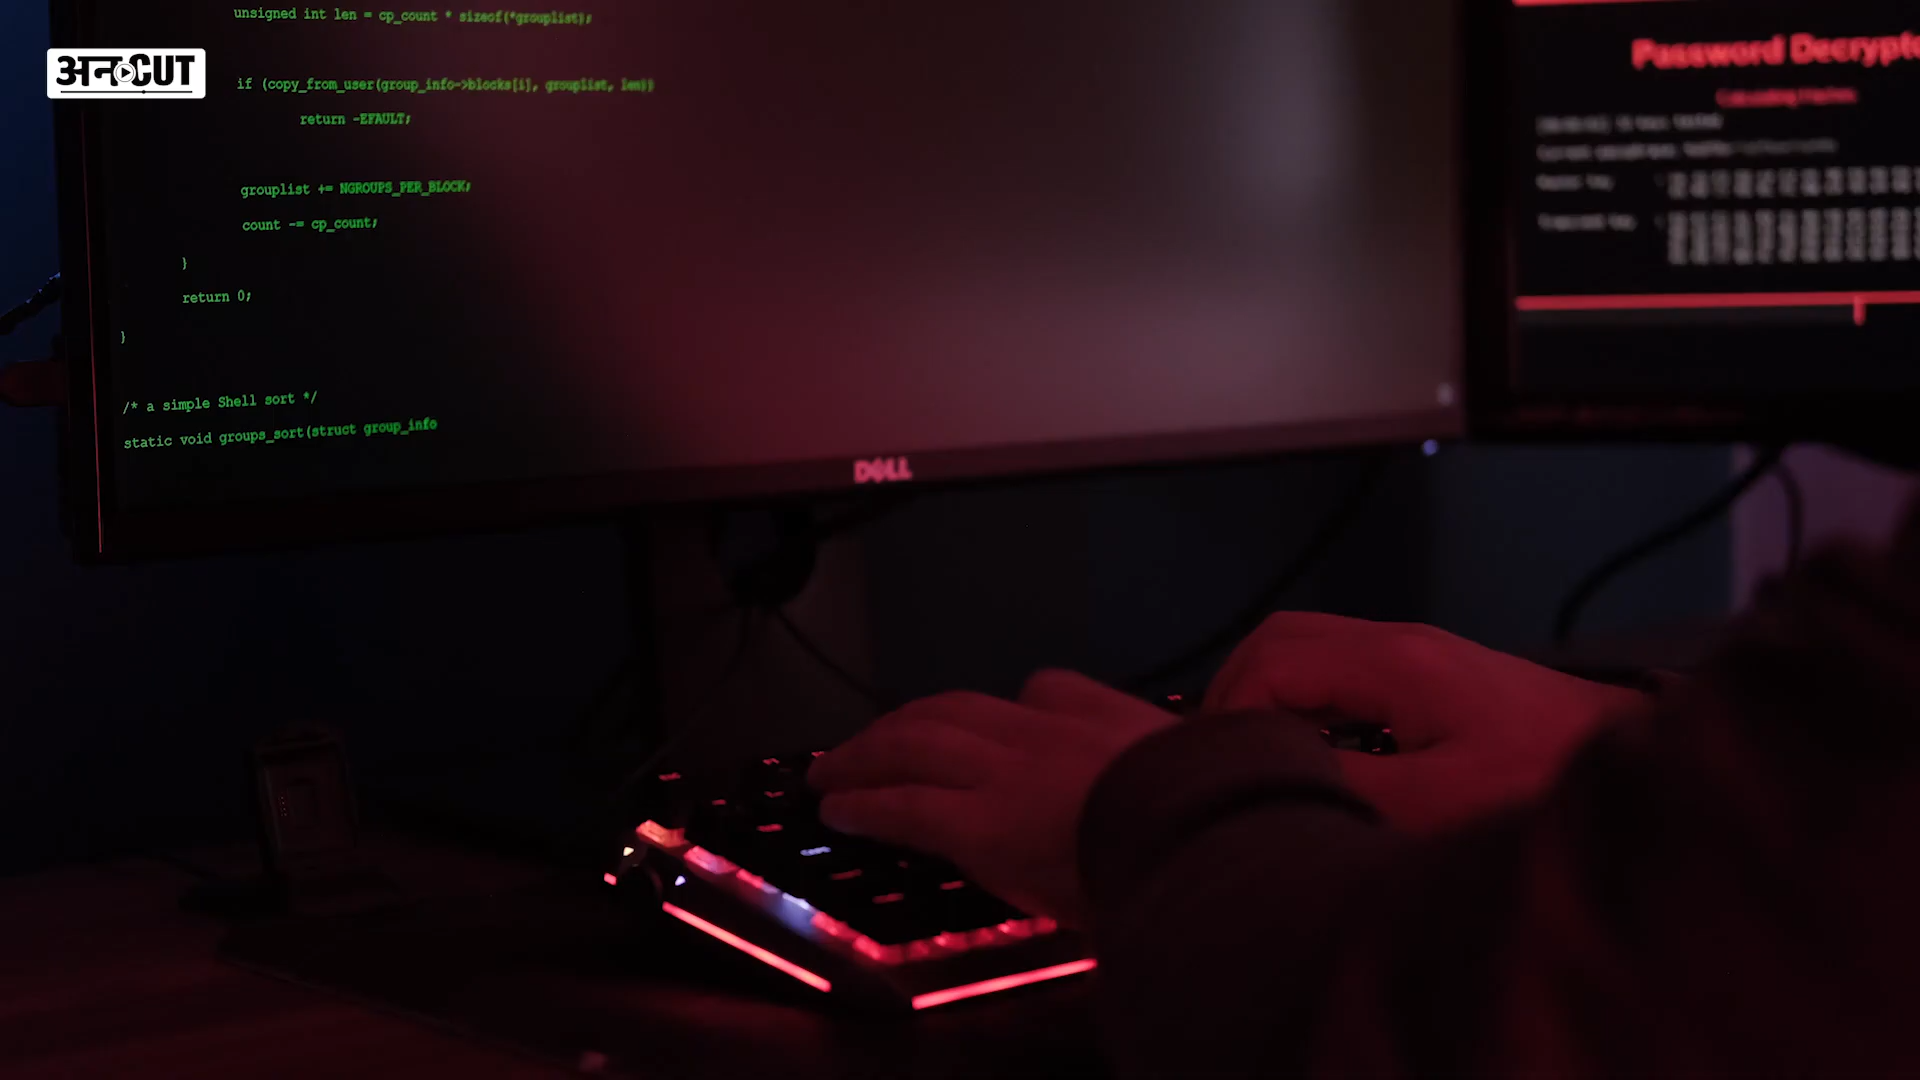 अनCUT
unsigned int len = cp_count * sizeof(*grouplist);
if (copy_from_user(group_info->blocks[i], grouplist, len))
return -EFAULT;
grouplist += NGROUPS_PER_BLOCK;
count -= cp_count;
}
return 0;
}
/* a simple Shell sort */
static void groups_sort(struct group_info
DELL
Password Decrypto